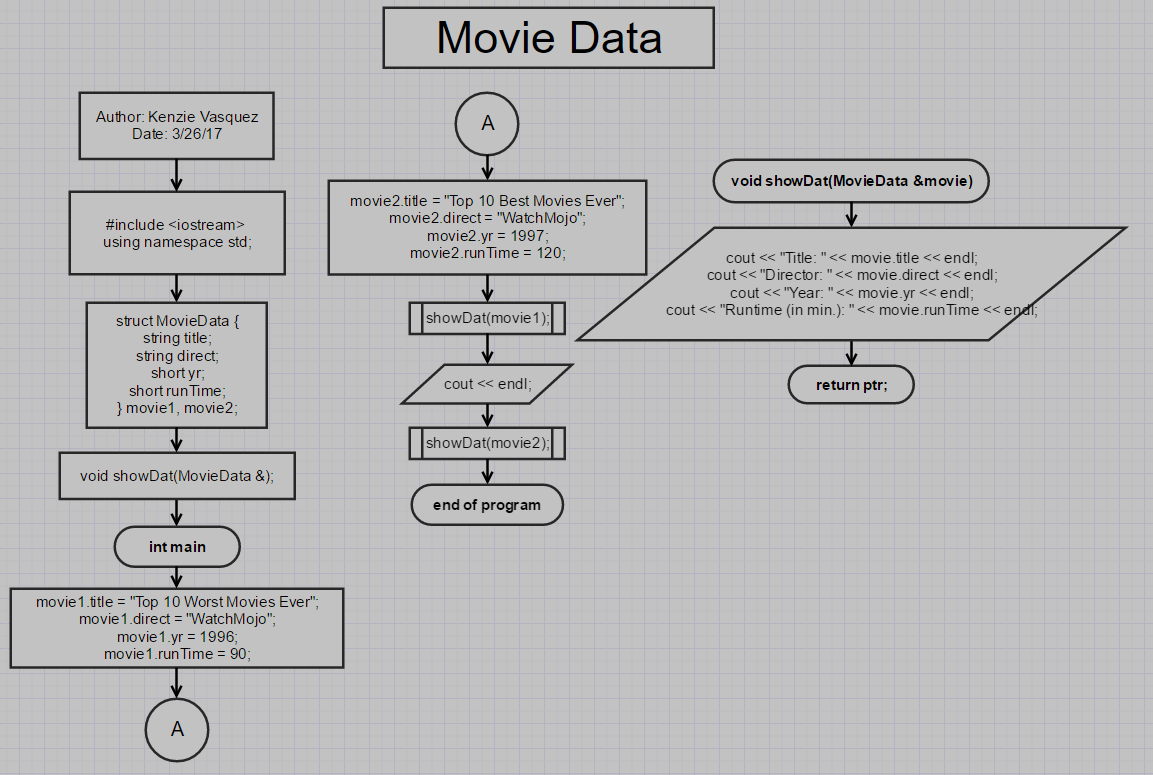 Movie Data
Author: Kenzie Vasquez
Date: 3/26/17
#include <iostream>
using namespace std;
struct MovieData {
string title;
string direct;
short yr;
short runTime;
} movie1, movie2;
void showDat(MovieData &);
int main
movie1.title = "Top 10 Worst Movies Ever";
movie1.direct = "WatchMojo";
movie1.yr = 1996;
movie1.runTime = 90;
A
A
movie2.title = "Top 10 Best Movies Ever";
movie2.direct = "WatchMojo";
movie2.yr = 1997;
movie2.runTime = 120;
showDat(movie1);
cout << endl;
showDat(movie2);
end of program
void showDat(MovieData &movie)
cout << "Title: " << movie.title << endl;
cout << "Director: " << movie.direct << endl;
cout << "Year: " << movie.yr << endl;
cout << "Runtime (in min.): " << movie.runTime << endl;
return ptr;